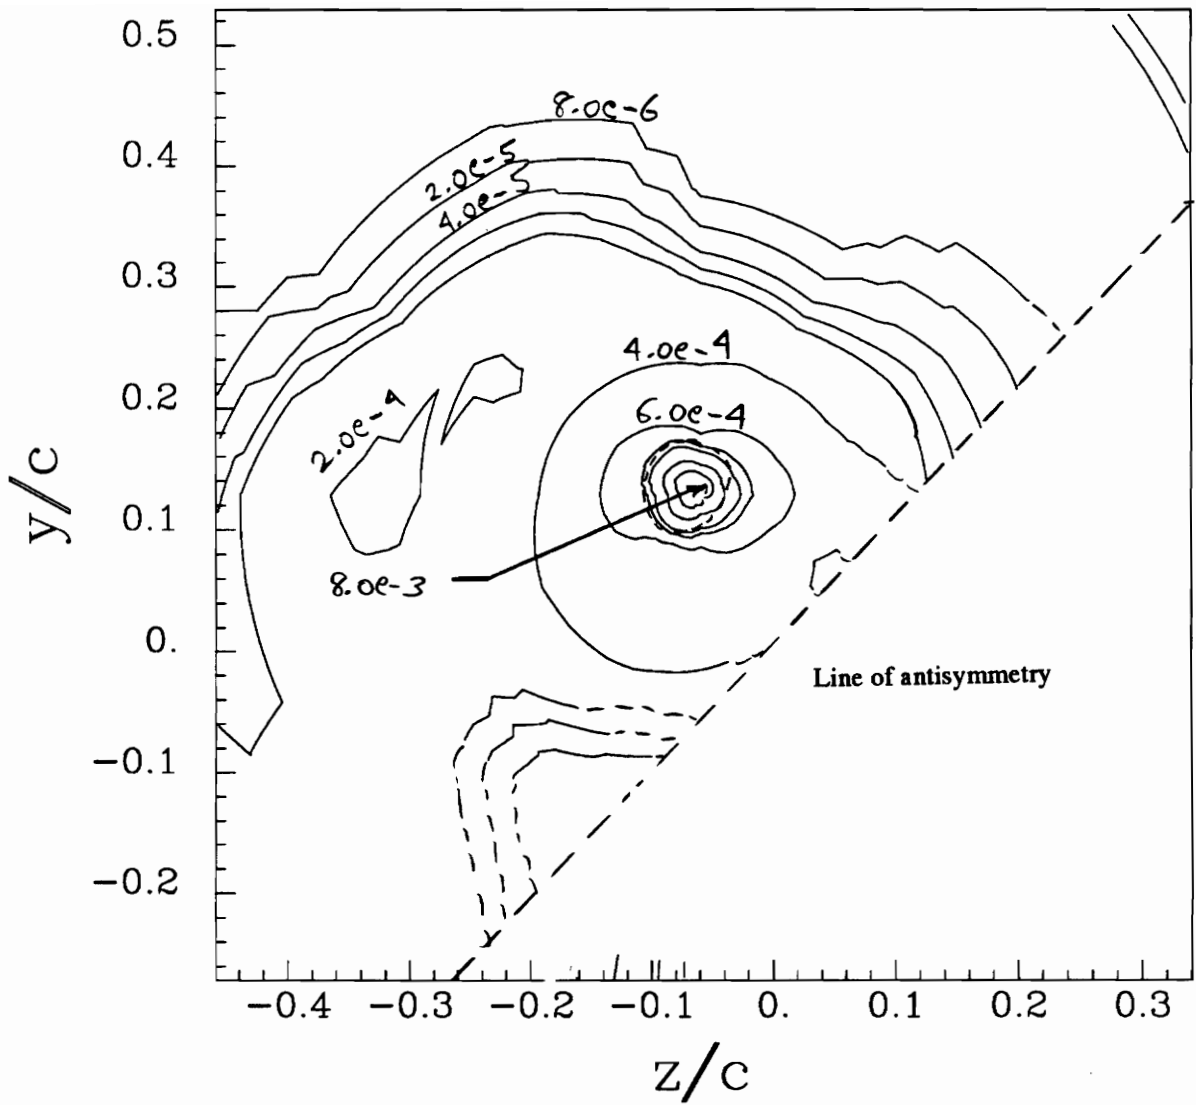 0.5
8.0e-6
0.4
2.0e-5
4.0e-5
0.3
4.0e-4
0.2
6.0e-4
2.0e-4
y/c
0.1
8.0e-3
0.
Line of antisymmetry
-0.1
-0.2
-0.4 -0.3 -0.2 -0.1 0. 0.1 0.2 0.3
z/c